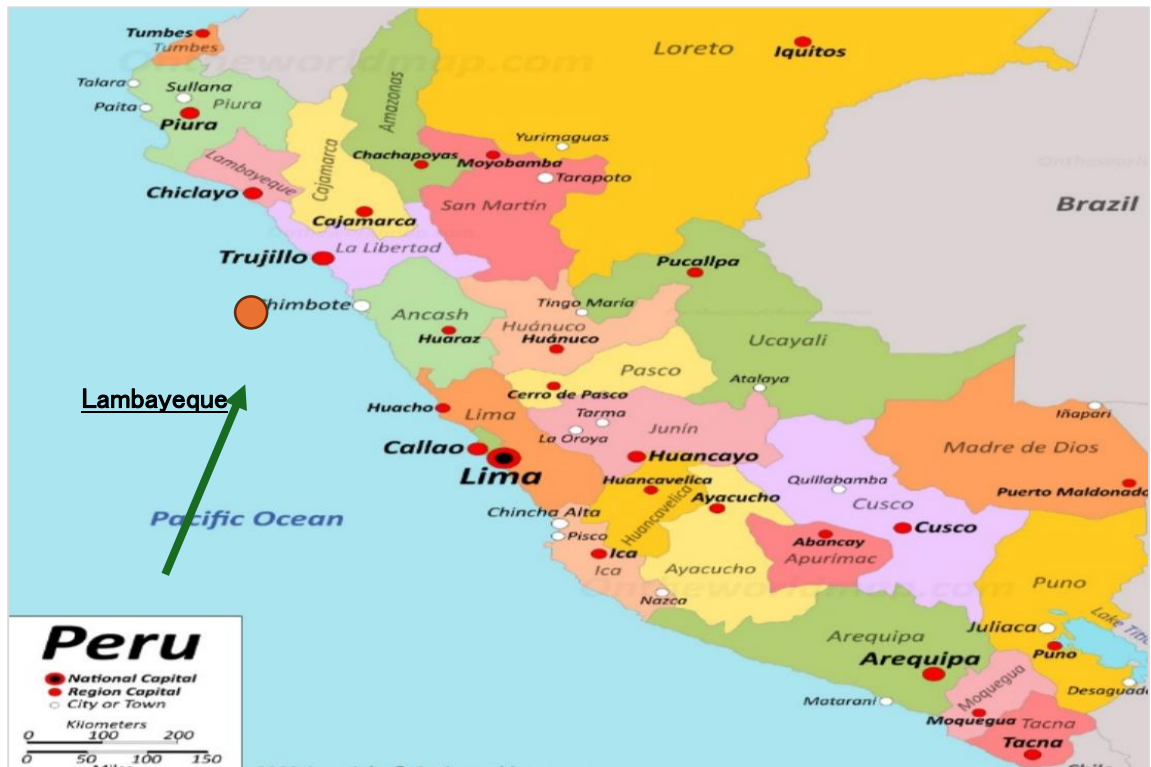 Tumbes
Tumbes
Loreto
Iquitos
Talara
Sullana
Paita
Piura
Piura
Amazonas
Yurimaguas
Lambayeque
Cajamarca
Chachapoyas
Moyobamba
Tarapoto
Chiclayo
Cajamarca
San Martín
Brazil
Trujillo
La Libertad
Pucallpa
Ancash
Huánuco
Tingo María
Huaraz
Huánuco
Ucayali
Lambayeque
Pasco
Cerro de Pasco
Atalaya
Huacho
Lima
Tarma
Junín
Iñapari
La Oroya
Callao
Lima
Huancayo
Madre de Dios
Huancavelica
Ayacucho
Quillabamba
Puerto Maldonado
Pacific Ocean
Chincha Alta
Huancavelica
Cusco
Cusco
Pisco
Abancay
Ica
Ica
Ayacucho
Apurímac
Puno
Nazca
Arequipa
Juliaca
Lake
Arequipa
Puno
Matarani
Moquegua
Moquegua
Tacna
Tacna
Peru
National Capital
Region Capital
City or Town
Kilometers
0 100 200
0 50 100 150
Ontheworldmap.com